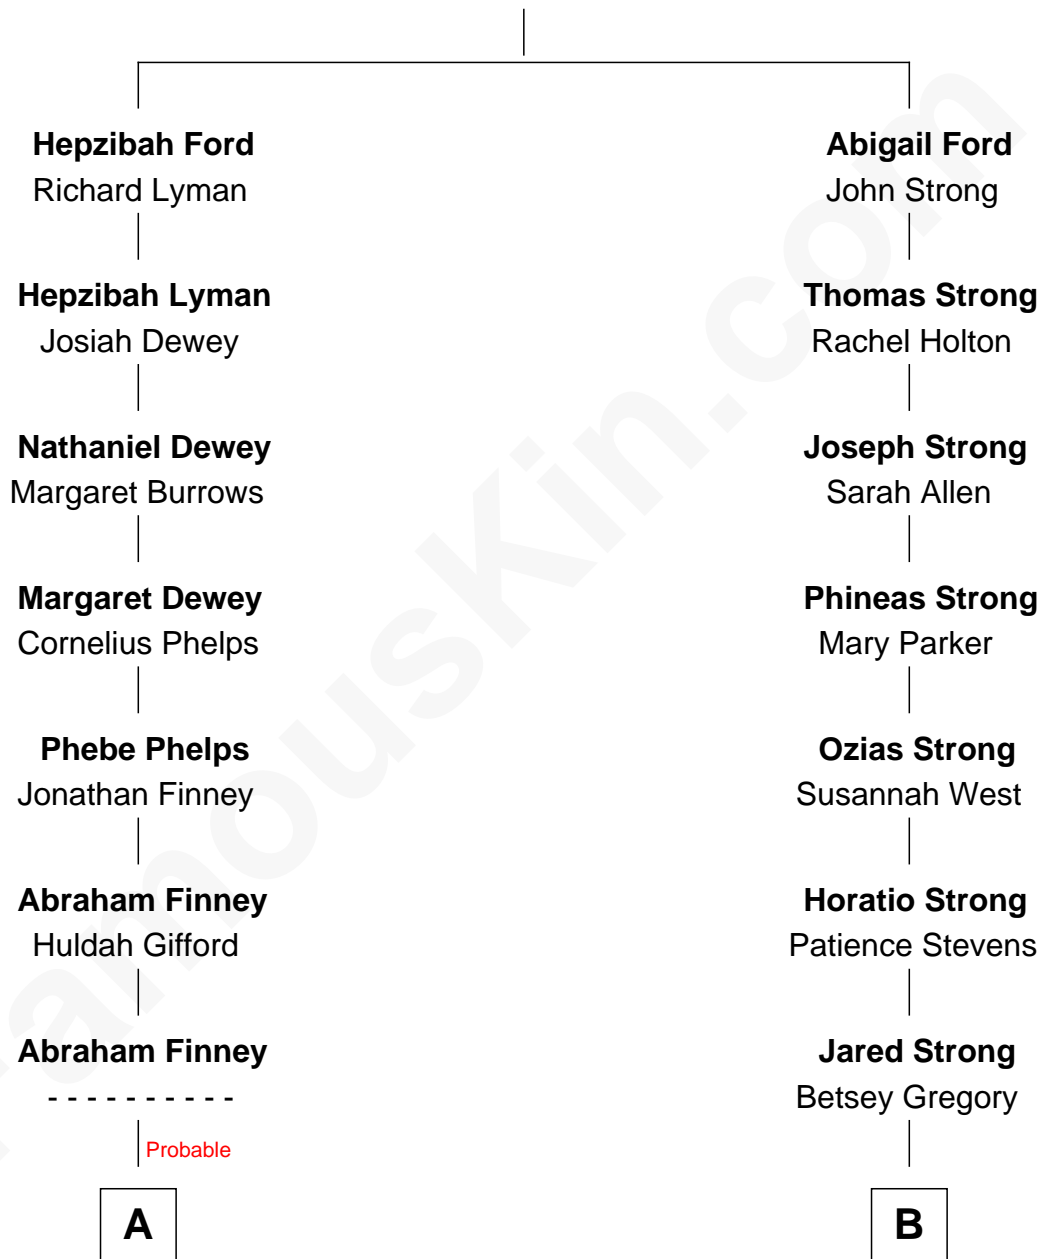 Hepzibah Ford
Richard Lyman
Hepzibah Lyman
Josiah Dewey
Nathaniel Dewey
Margaret Burrows
Margaret Dewey
Cornelius Phelps
Phebe Phelps
Jonathan Finney
Abraham Finney
Huldah Gifford
Abraham Finney
- - - - - - - - - -
Probable
A
Abigail Ford
John Strong
Thomas Strong
Rachel Holton
Joseph Strong
Sarah Allen
Phineas Strong
Mary Parker
Ozias Strong
Susannah West
Horatio Strong
Patience Stevens
Jared Strong
Betsey Gregory
B
FamousKin.com